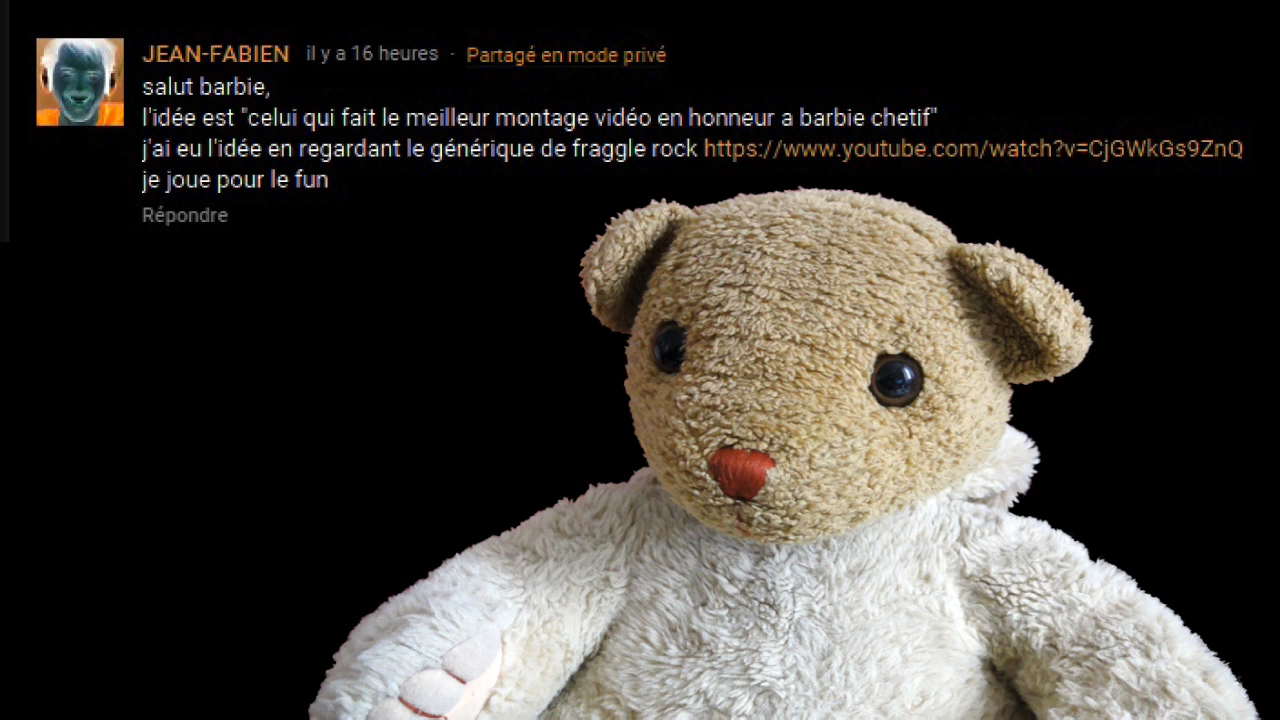 JEAN-FABIEN il y a 16 heures · Partagé en mode privé
salut barbie,
l'idée est "celui qui fait le meilleur montage vidéo en honneur a barbie chetif"
j'ai eu l'idée en regardant le générique de fraggle rock https://www.youtube.com/watch?v=CjGWkGs9ZnQ
je joue pour le fun
Répondre